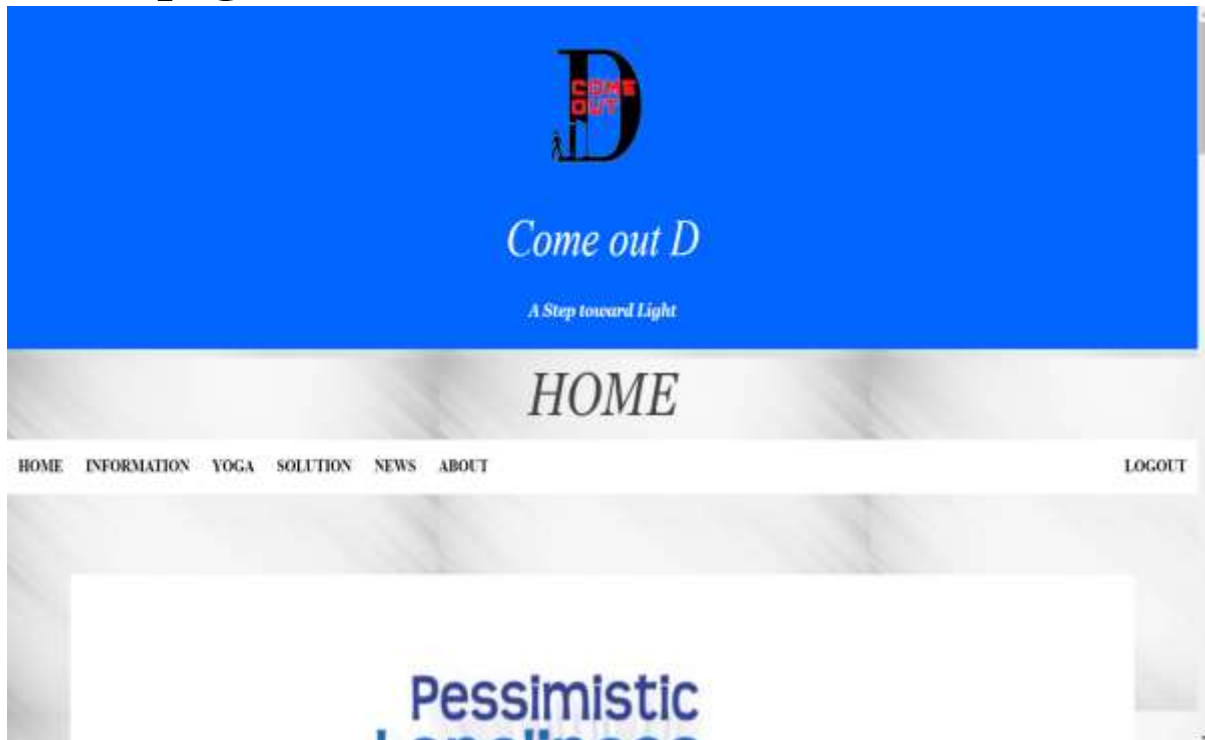 COME
OUT
D
Come out D
A Step toward Light
HOME
HOME INFORMATION YOGA SOLUTION NEWS ABOUT LOGOUT
Pessimistic